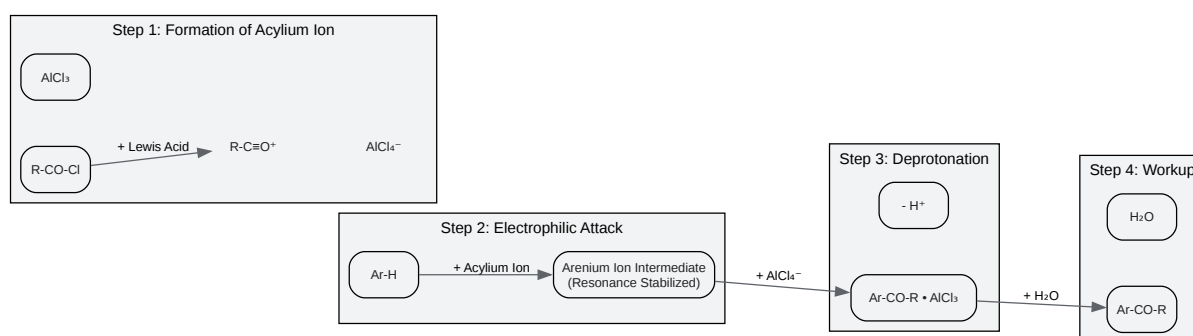 Step 1: Formation of Acylium Ion
AlCl₃
R-CO-Cl
+ Lewis Acid
R-C≡O⁺
AlCl₄⁻
Step 2: Electrophilic Attack
Ar-H
+ Acylium Ion
Arenium Ion Intermediate
(Resonance Stabilized)
+ AlCl₄⁻
Step 3: Deprotonation
- H⁺
Ar-CO-R • AlCl₃
+ H₂O
Step 4: Workup
H₂O
Ar-CO-R